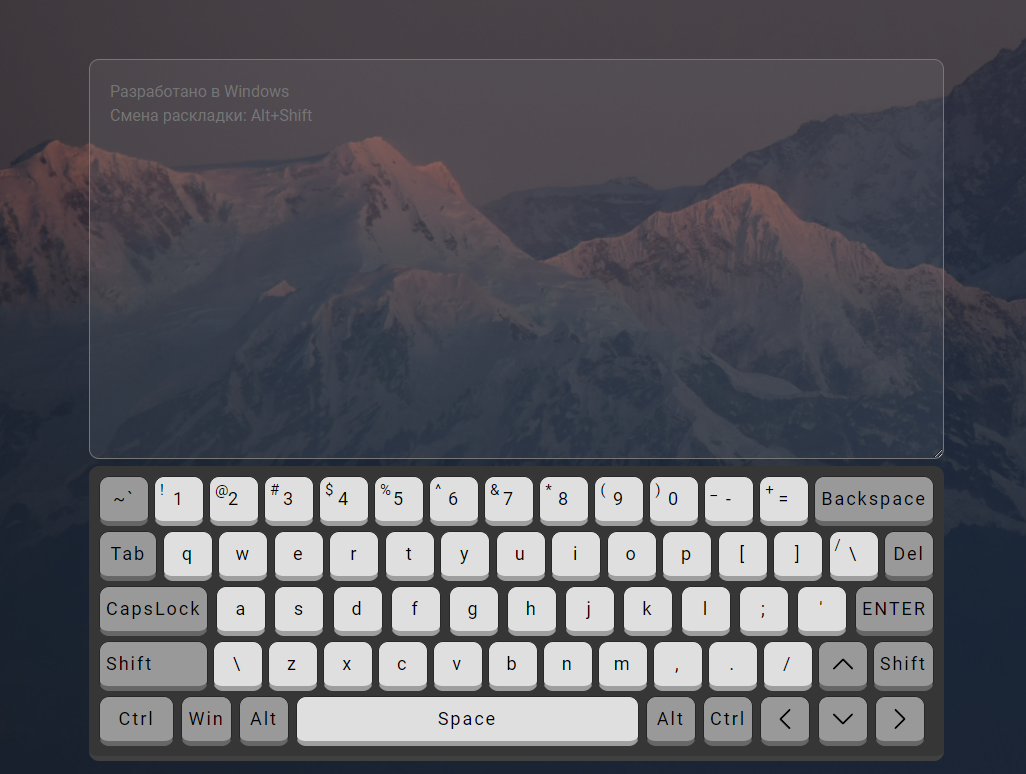 Разработано в Windows
Смена раскладки: Alt+Shift
~` ! 1 @ 2 # 3 $ 4 % 5 ^ 6 & 7 * 8 ( 9 ) 0 _ - + = Backspace
Tab q w e r t y u i o p [ ] / \ Del
CapsLock a s d f g h j k l ; ' ENTER
Shift \ z x c v b n m , . / Shift
Ctrl Win Alt Space Alt Ctrl